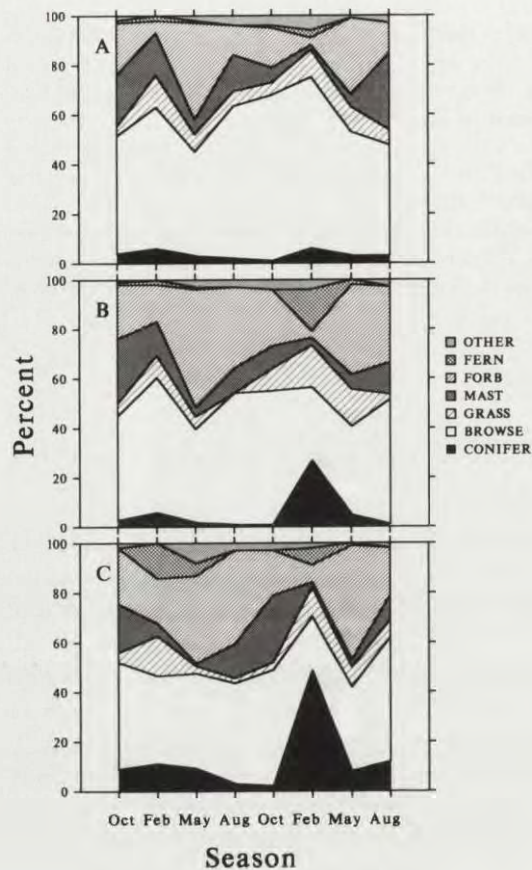 100
80
60
40
20
0
A
100
80
60
40
20
0
B
100
80
60
40
20
0
C
Percent
OTHER
FERN
FORB
MAST
GRASS
BROWSE
CONIFER
Oct Feb May Aug Oct Feb May Aug
Season